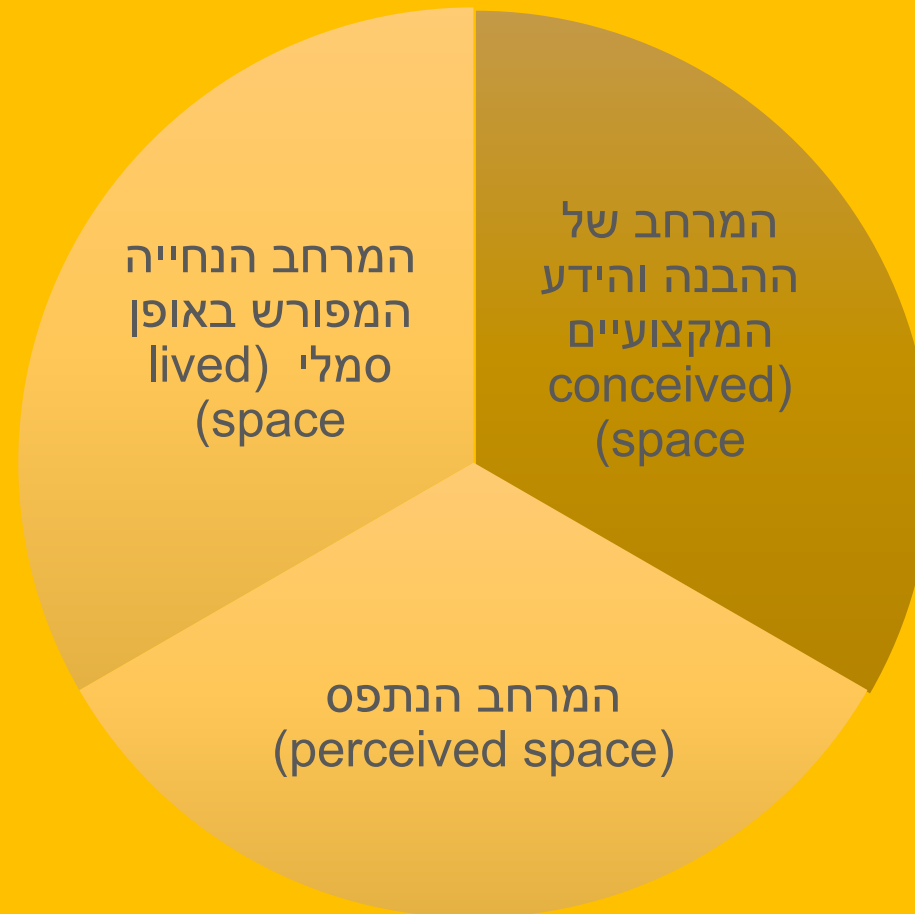 המרחב של
ההבנה והידע
המקצועיים
(conceived
space)
המרחב הנתפס
(perceived space)
המרחב הנחייה
המפורש באופן
סמלי  (lived
space)